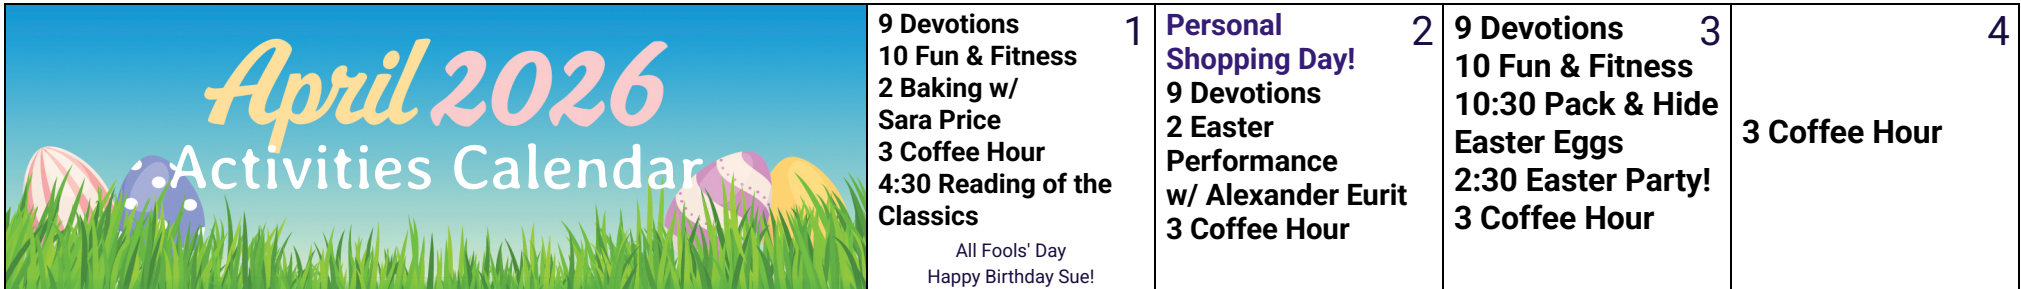 April 2026
Activities Calendar
1
9 Devotions
10 Fun & Fitness
2 Baking w/
Sara Price
3 Coffee Hour
4:30 Reading of the
Classics
All Fools' Day
Happy Birthday Sue!
2
Personal
Shopping Day!
9 Devotions
2 Easter
Performance
w/ Alexander Eurit
3 Coffee Hour
3
9 Devotions
10 Fun & Fitness
10:30 Pack & Hide
Easter Eggs
2:30 Easter Party!
3 Coffee Hour
4
3 Coffee Hour